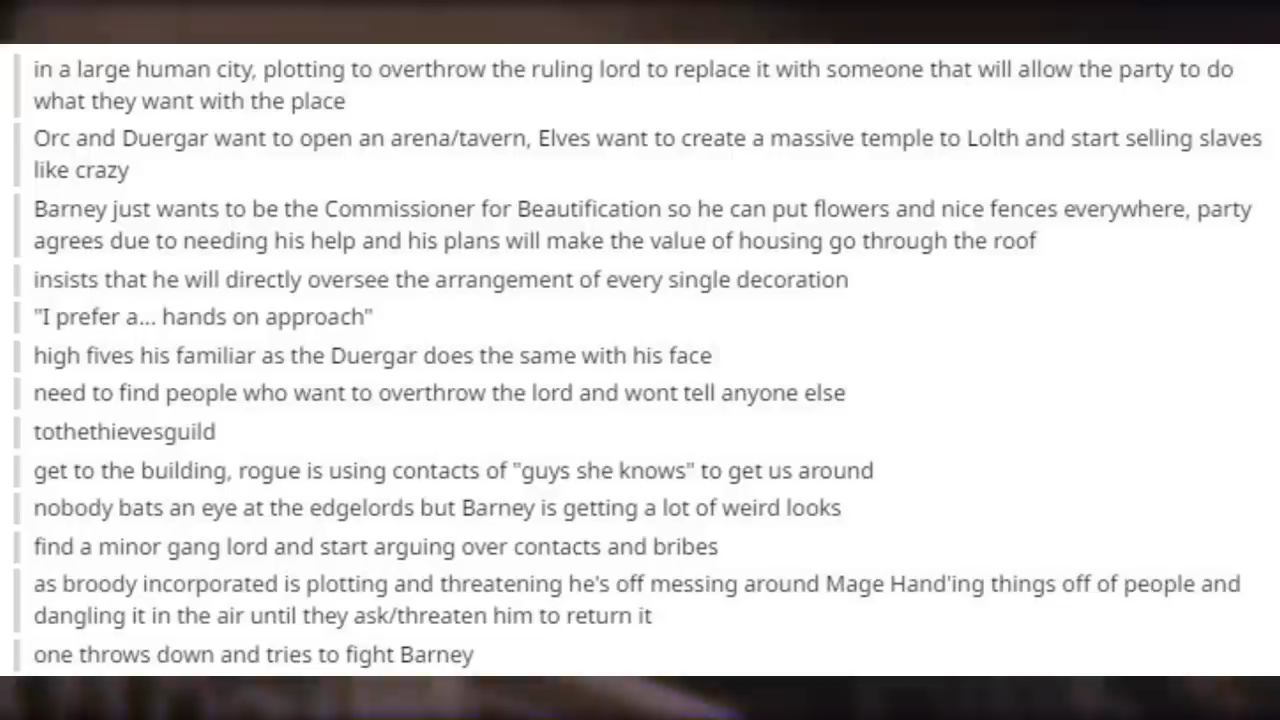 in a large human city, plotting to overthrow the ruling lord to replace it with someone that will allow the party to do
what they want with the place
Orc and Duergar want to open an arena/tavern, Elves want to create a massive temple to Lolth and start selling slaves
like crazy
Barney just wants to be the Commissioner for Beautification so he can put flowers and nice fences everywhere, party
agrees due to needing his help and his plans will make the value of housing go through the roof
insists that he will directly oversee the arrangement of every single decoration
"I prefer a... hands on approach"
high fives his familiar as the Duergar does the same with his face
need to find people who want to overthrow the lord and wont tell anyone else
tothethievesguild
get to the building, rogue is using contacts of "guys she knows" to get us around
nobody bats an eye at the edgelords but Barney is getting a lot of weird looks
find a minor gang lord and start arguing over contacts and bribes
as broody incorporated is plotting and threatening he's off messing around Mage Hand'ing things off of people and
dangling it in the air until they ask/threaten him to return it
one throws down and tries to fight Barney